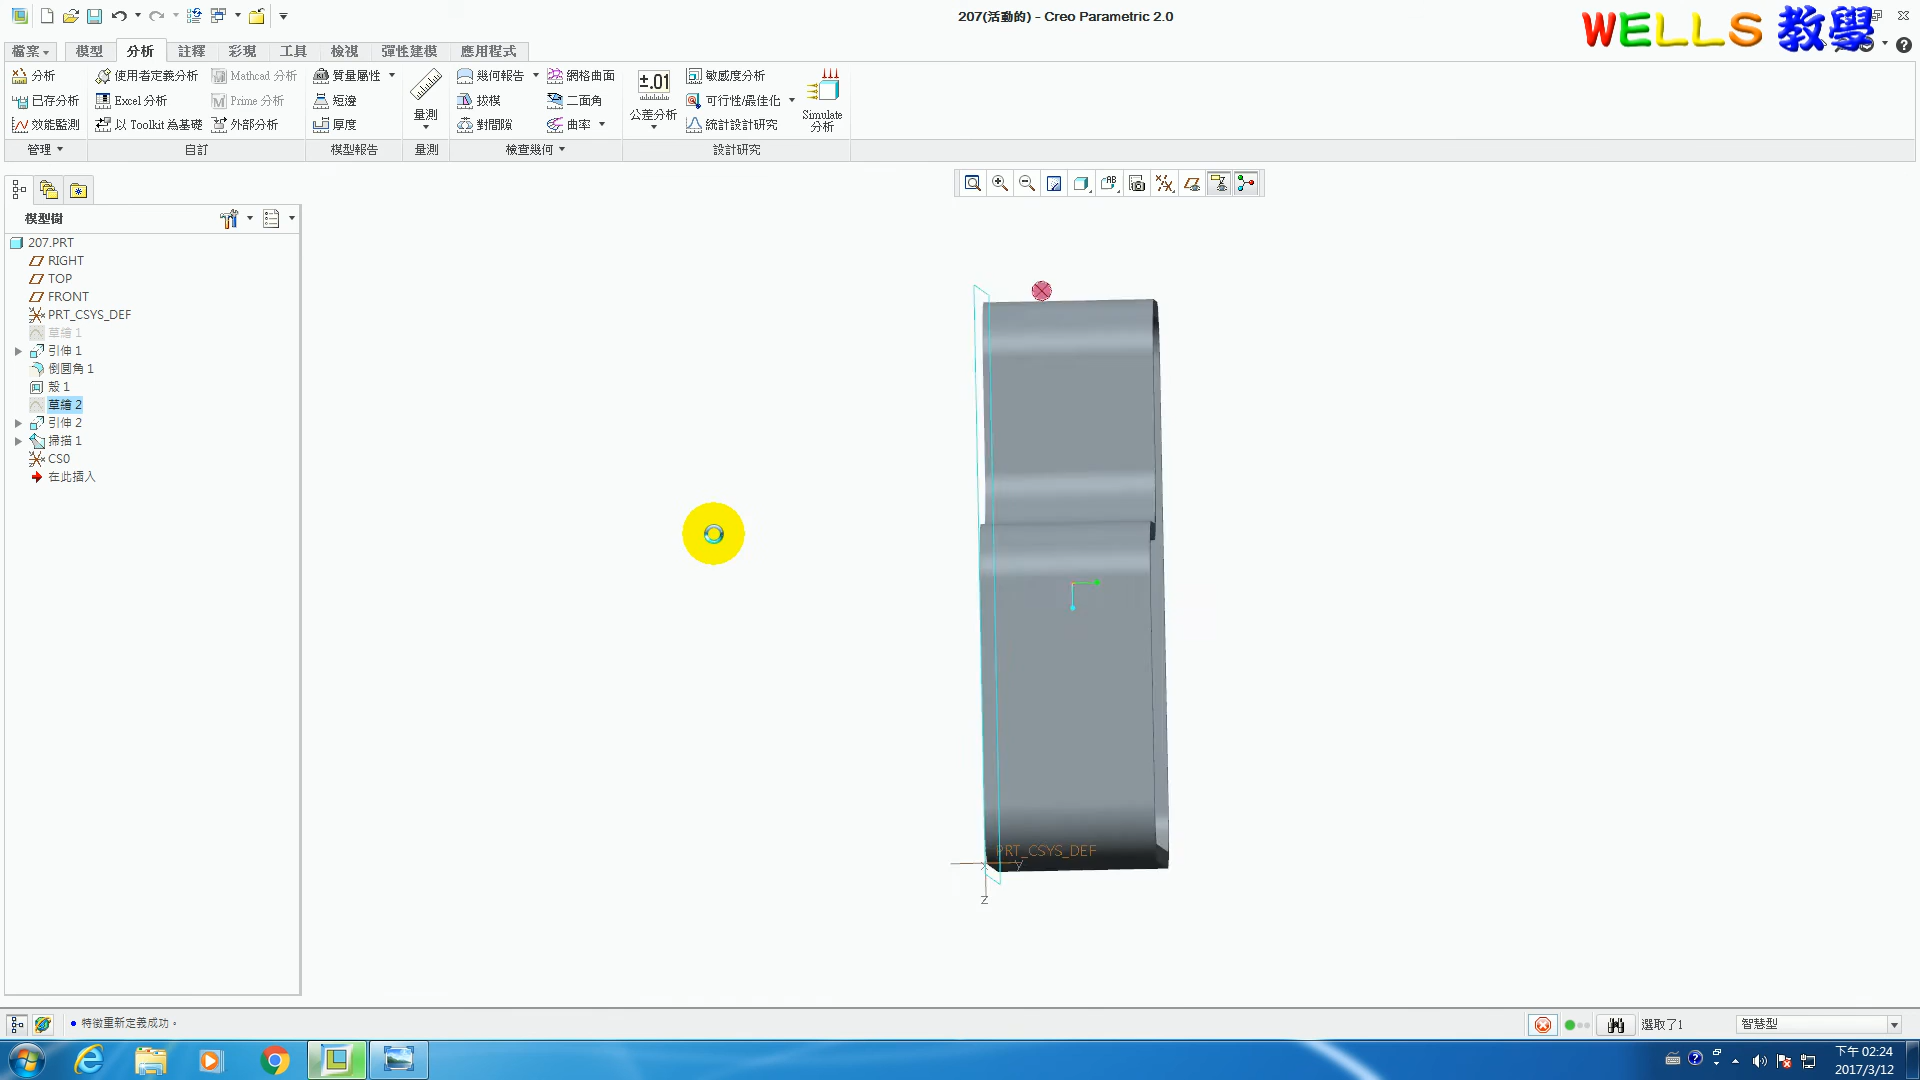 207(活動的) - Creo Parametric 2.0
WELLS 教學
檔案 模型 分析 註釋 彩現 工具 檢視 彈性建模 應用程式
分析 使用者定義分析 Mathcad 分析 質量屬性 幾何報告 網格曲面 敏感度分析
已存分析 Excel 分析 Prime 分析 短邊 拔模 二面角 可行性/最佳化
效能監測 以 Toolkit 為基礎 外部分析 厚度 對間隙 曲率 統計設計研究
量測 ±.01 公差分析 Simulate 分析
管理 自訂 模型報告 量測 檢查幾何 設計研究
模型樹
207.PRT
RIGHT
TOP
FRONT
PRT_CSYS_DEF
草繪 1
引伸 1
倒圓角 1
殼 1
草繪 2
引伸 2
掃描 1
CS0
在此插入
PRT_CSYS_DEF
Z
特徵重新定義成功。
選取了1
智慧型
下午 02:24
2017/3/12